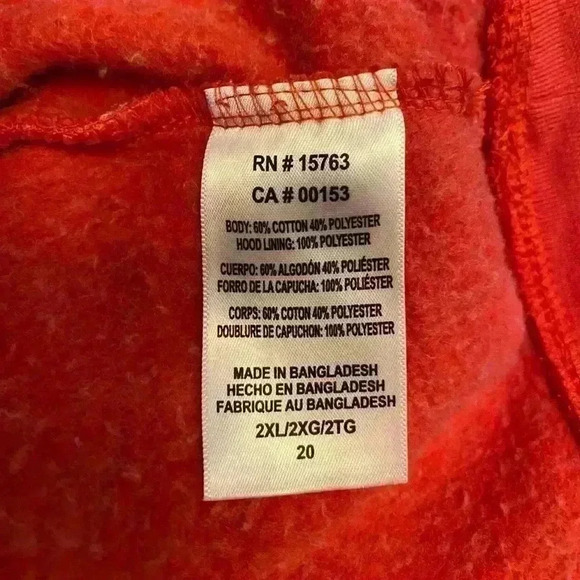 RN # 15763
CA # 00153
BODY: 60% COTTON 40% POLYESTER
HOOD LINING: 100% POLYESTER
CUERPO: 60% ALGODÓN 40% POLIÉSTER
FORRO DE LA CAPUCHA: 100% POLIÉSTER
CORPS: 60% COTON 40% POLYESTER
DOUBLURE DE CAPUCHON: 100% POLYESTER
MADE IN BANGLADESH
HECHO EN BANGLADESH
FABRIQUE AU BANGLADESH
2XL/2XG/2TG
20